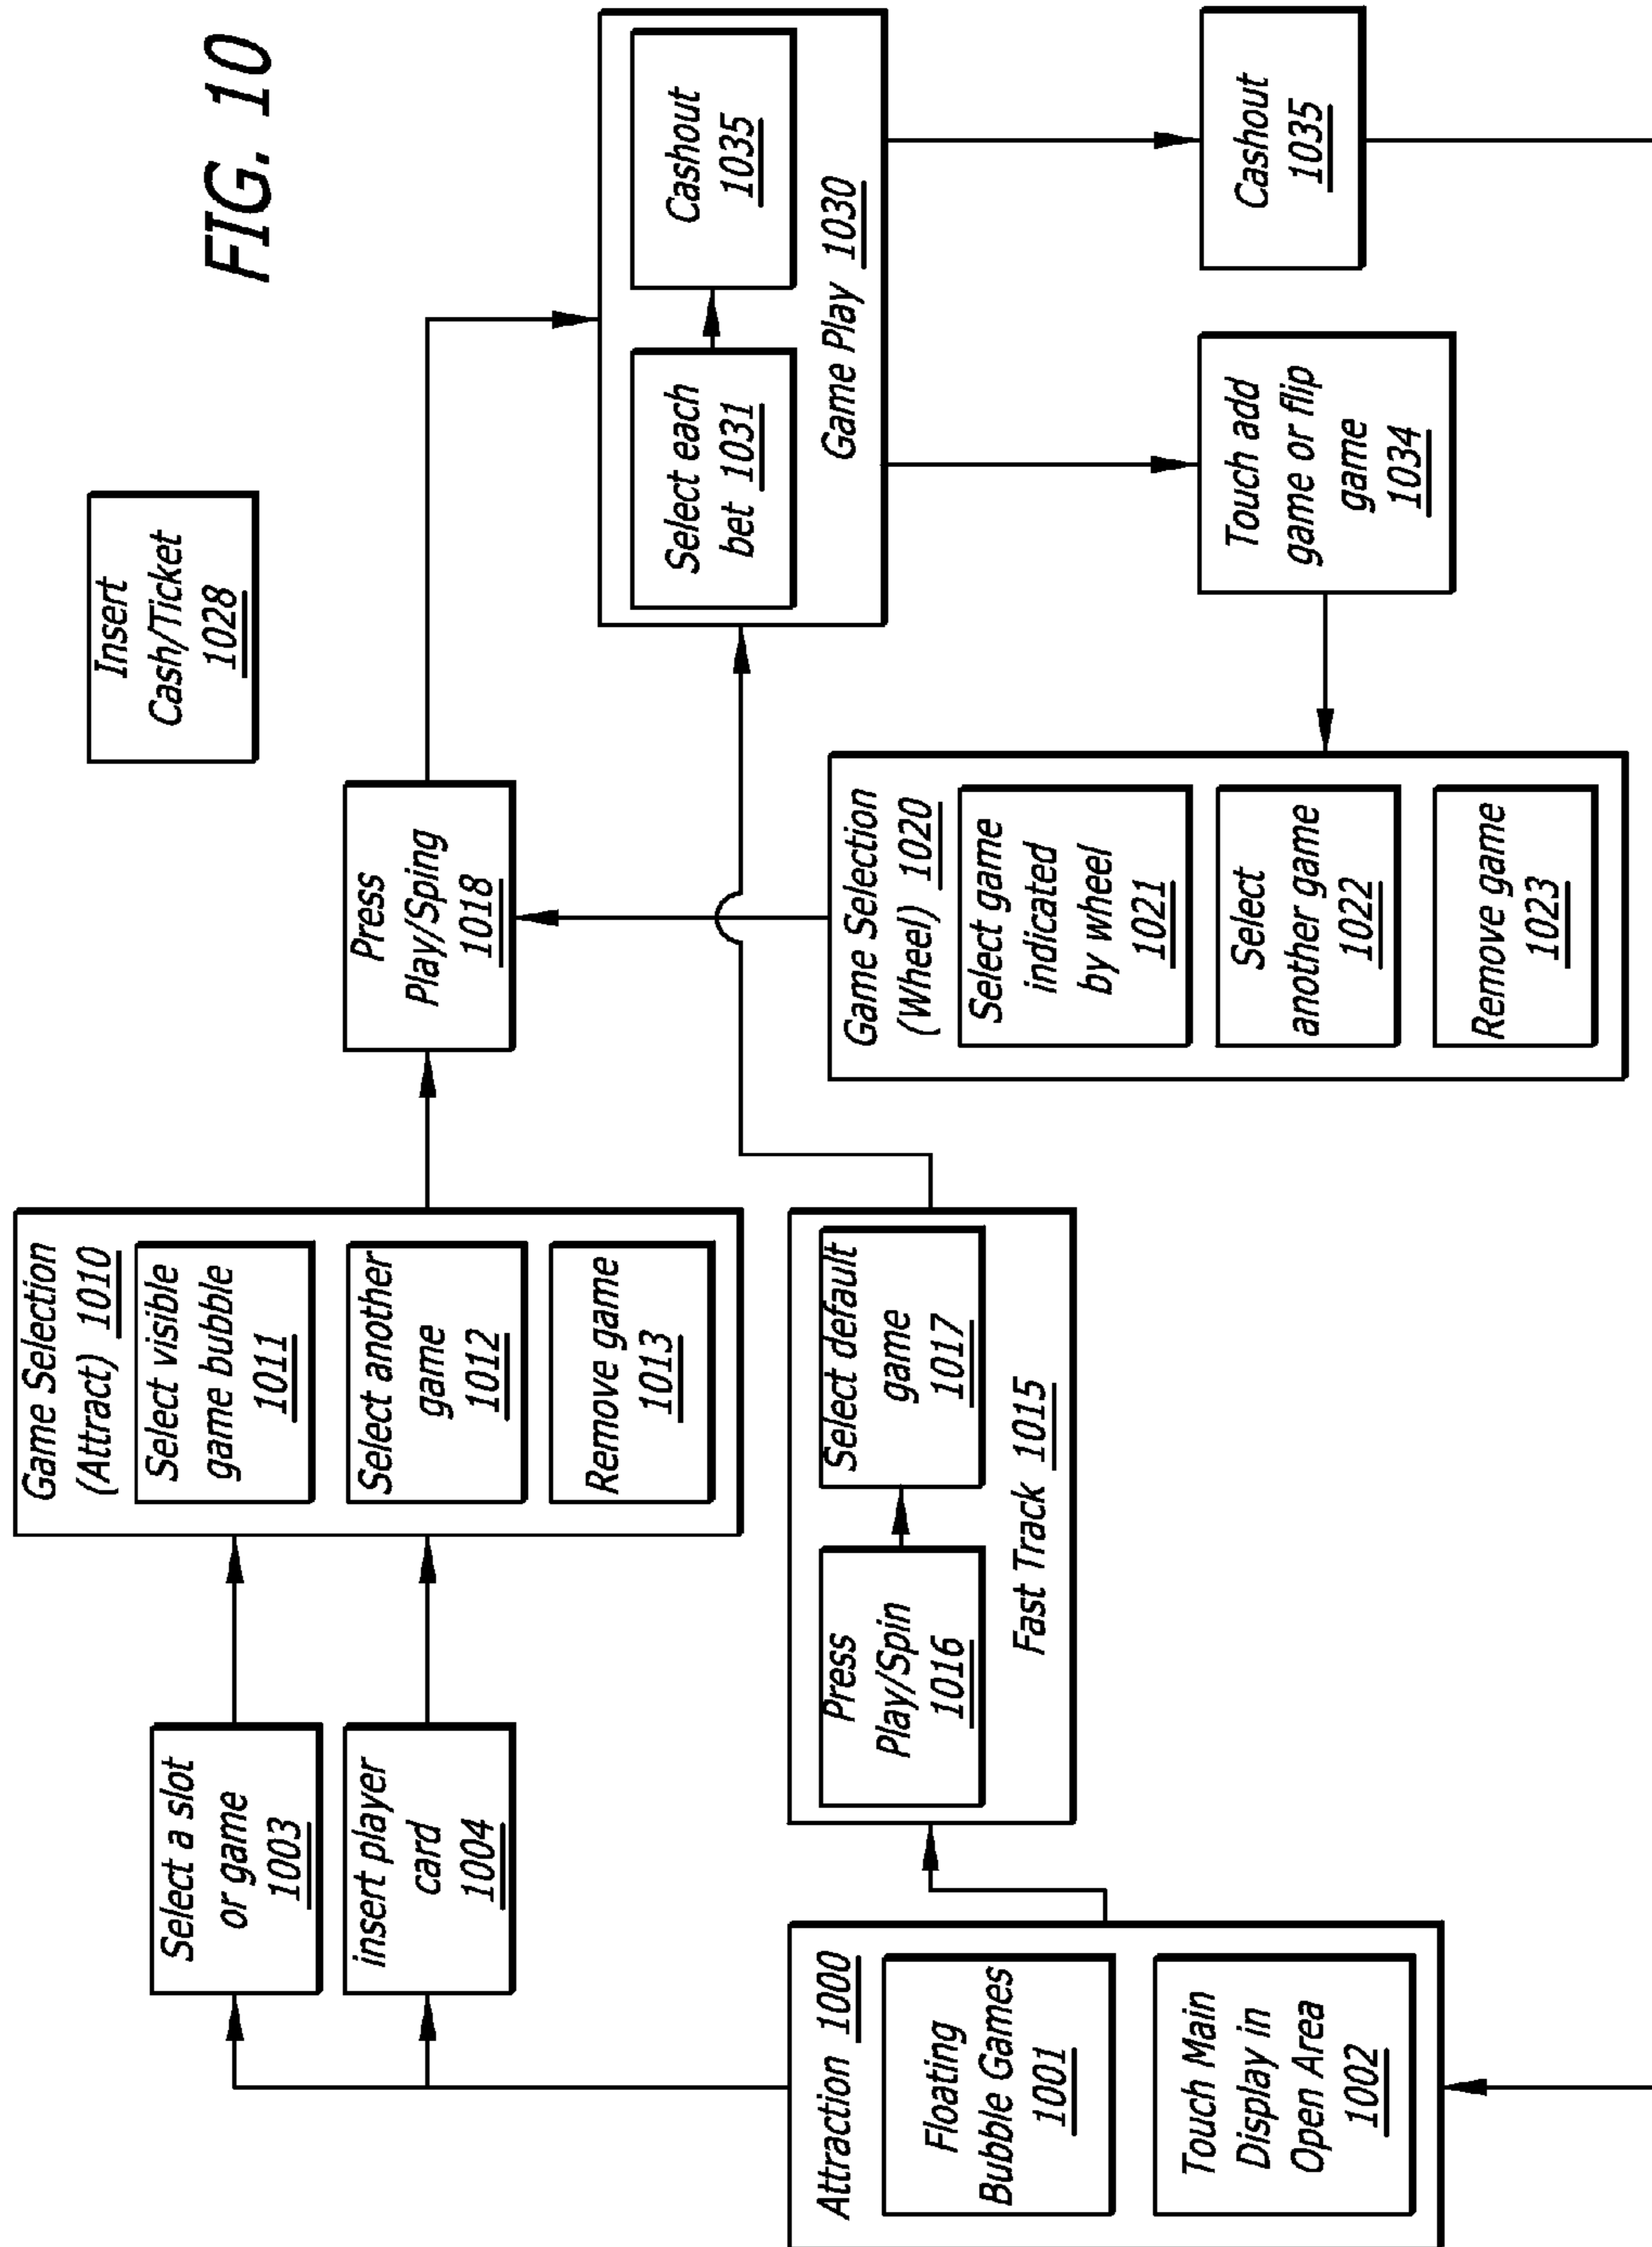 Select a slot
or game
1003
insert player
card
1004
Attraction 1000
Floating
Bubble Games
1001
Touch Main
Display in
Open Area
1002
Game Selection
(Attract) 1010
Select visible
game bubble
1011
Select another
game
1012
Remove game
1013
Press
Play/Spin
1016
Select default
game
1017
Fast Track 1015
Press
Play/Sping
1018
Game Selection
(Wheel) 1020
Select game
indicated
by wheel
1021
Select
another game
1022
Remove game
1023
Insert
Cash/Ticket
1028
Select each
bet 1031
Cashout
1035
Game Play 1030
Touch add
game or flip
game
1034
Cashout
1035
FIG. 10